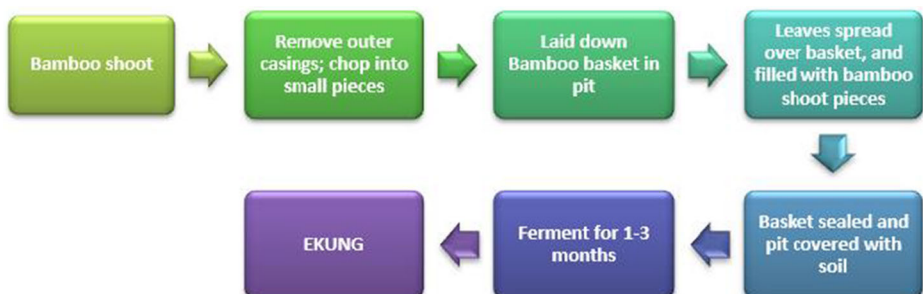 Bamboo shoot
Remove outer
casings; chop into
small pieces
Laid down
Bamboo basket in
pit
Leaves spread
over basket, and
filled with bamboo
shoot pieces
Basket sealed and
pit covered with
soil
Ferment for 1-3
months
EKUNG